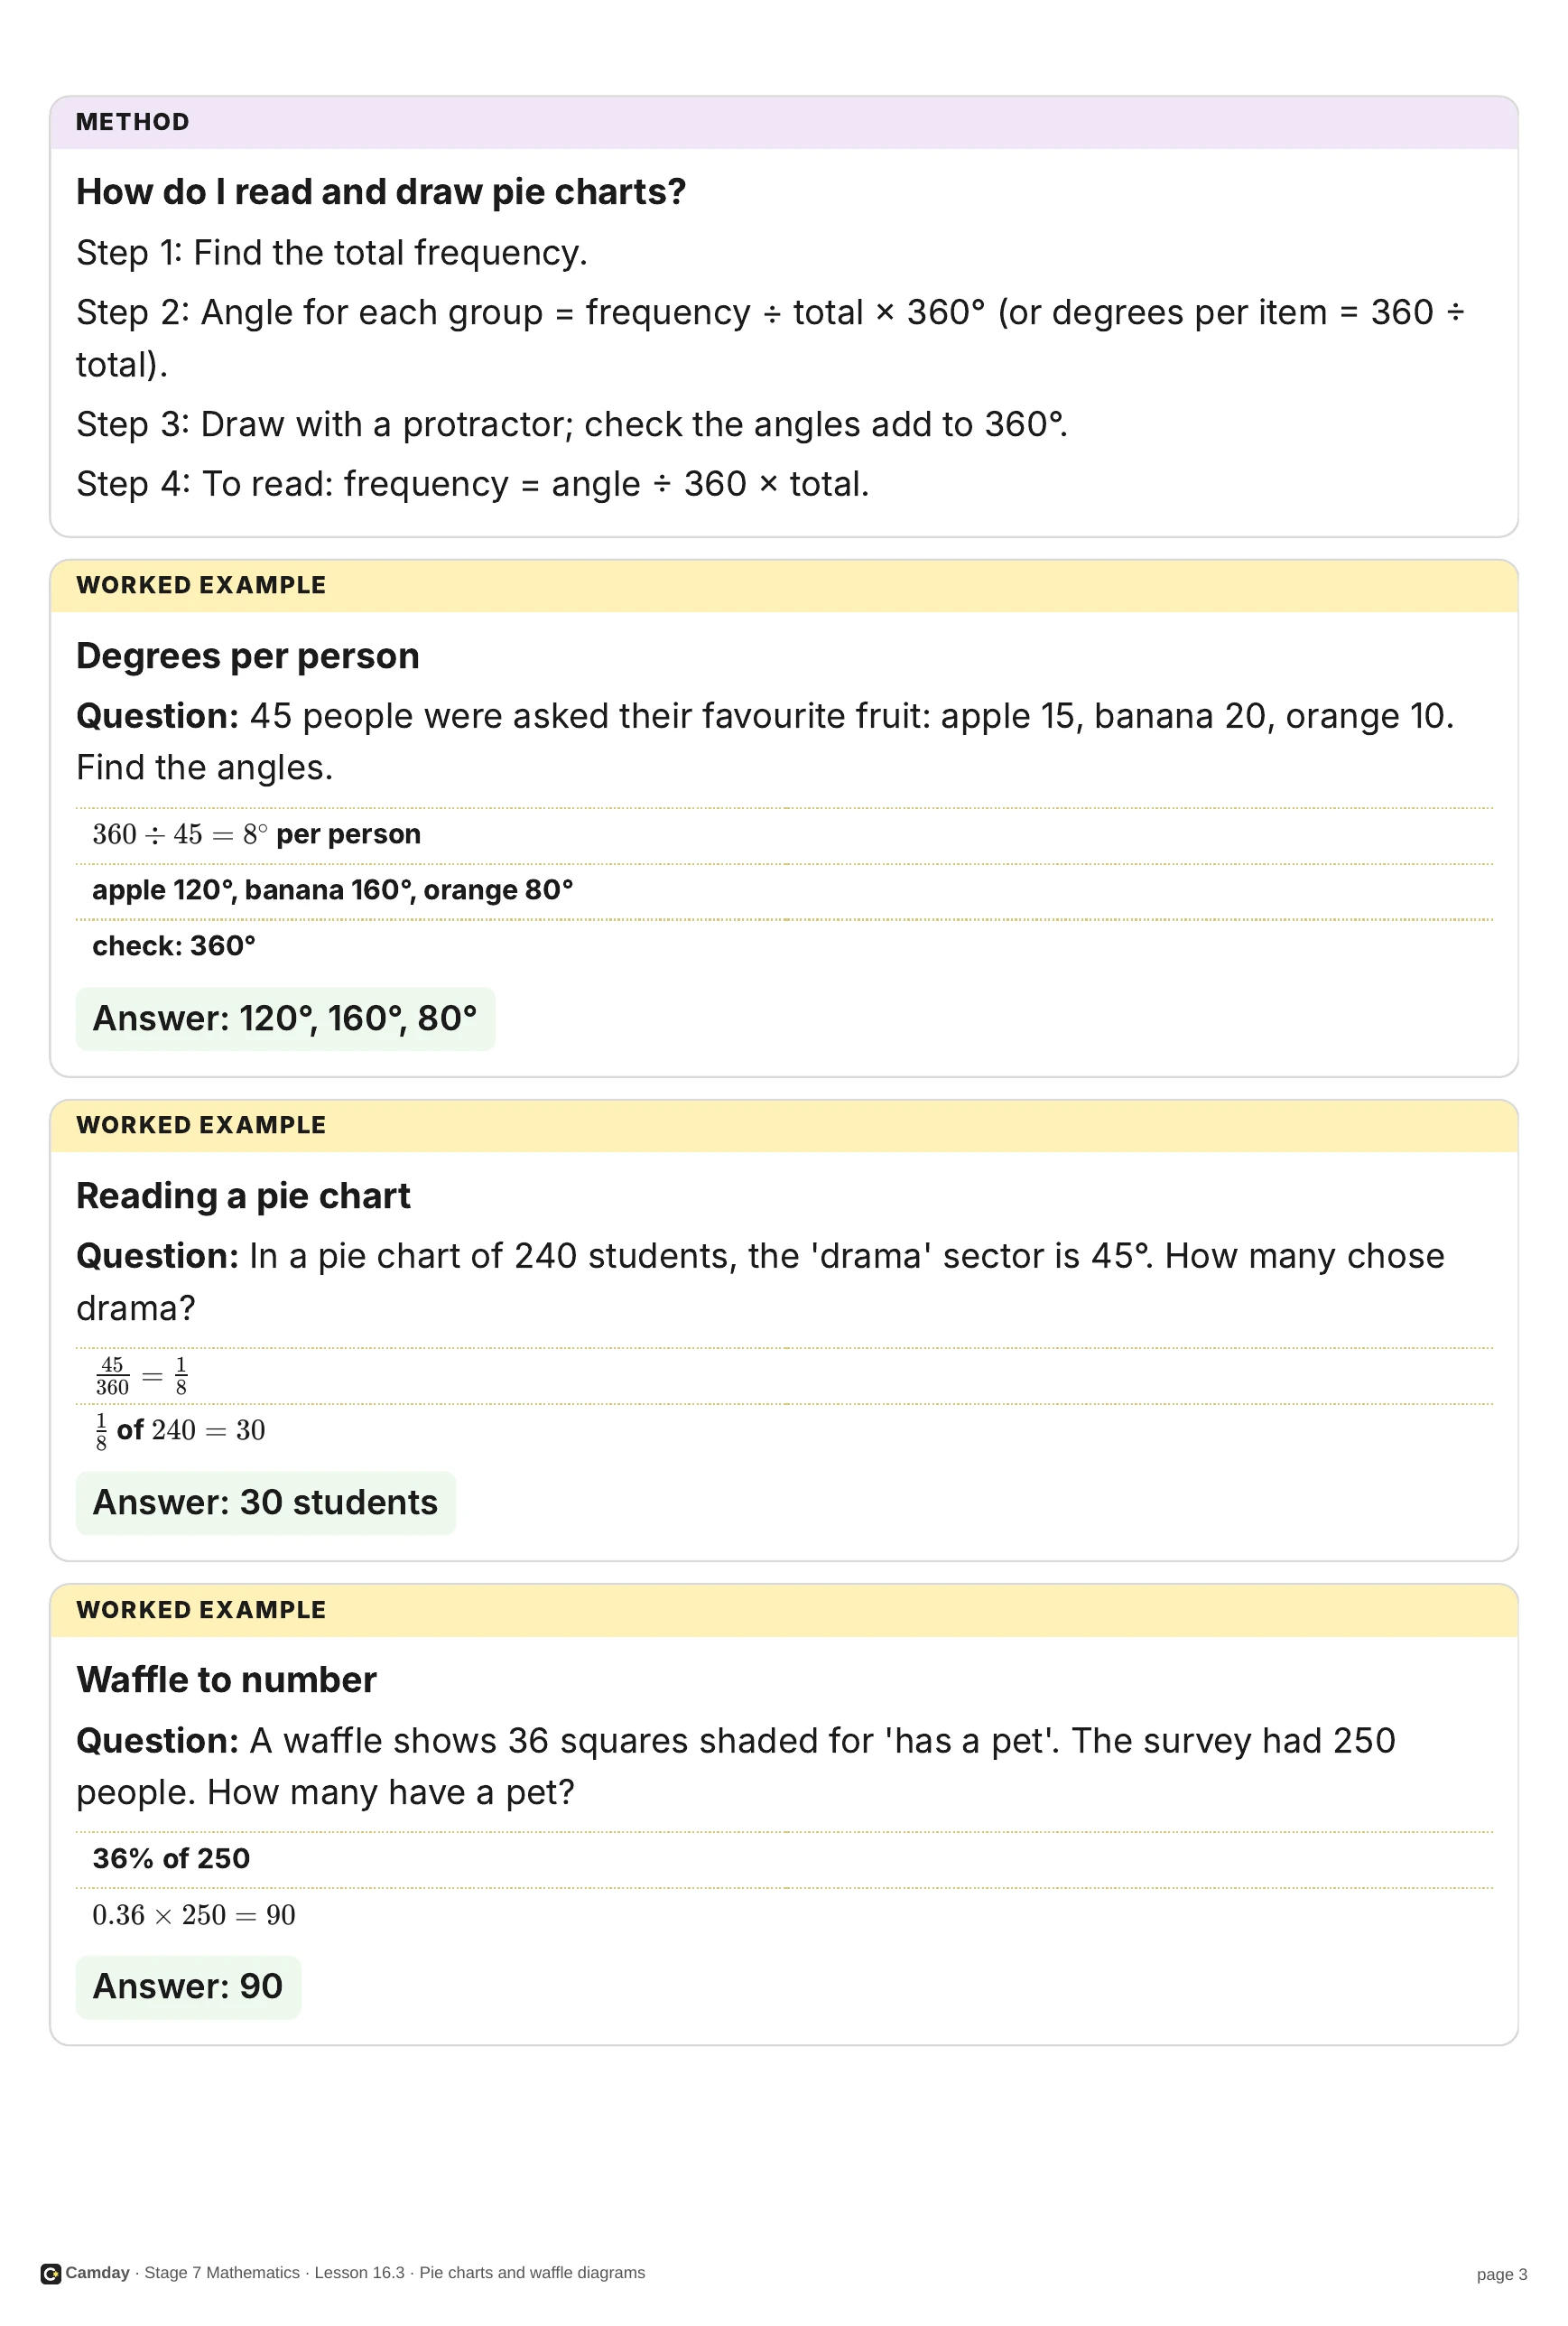 METHOD
How do I read and draw pie charts?
Step 1: Find the total frequency.
Step 2: Angle for each group = frequency ÷ total × 360° (or degrees per item = 360 ÷
total).
Step 3: Draw with a protractor; check the angles add to 360°.
Step 4: To read: frequency = angle ÷ 360 × total.
WORKED EXAMPLE
Degrees per person
Question: 45 people were asked their favourite fruit: apple 15, banana 20, orange 10.
Find the angles.
360 ÷ 45 = 8° per person
apple 120°, banana 160°, orange 80°
check: 360°
Answer: 120°, 160°, 80°
WORKED EXAMPLE
Reading a pie chart
Question: In a pie chart of 240 students, the 'drama' sector is 45°. How many chose
drama?
45/360 = 1/8
1/8 of 240 = 30
Answer: 30 students
WORKED EXAMPLE
Waffle to number
Question: A waffle shows 36 squares shaded for 'has a pet'. The survey had 250
people. How many have a pet?
36% of 250
0.36 × 250 = 90
Answer: 90
Camday · Stage 7 Mathematics · Lesson 16.3 · Pie charts and waffle diagrams
page 3